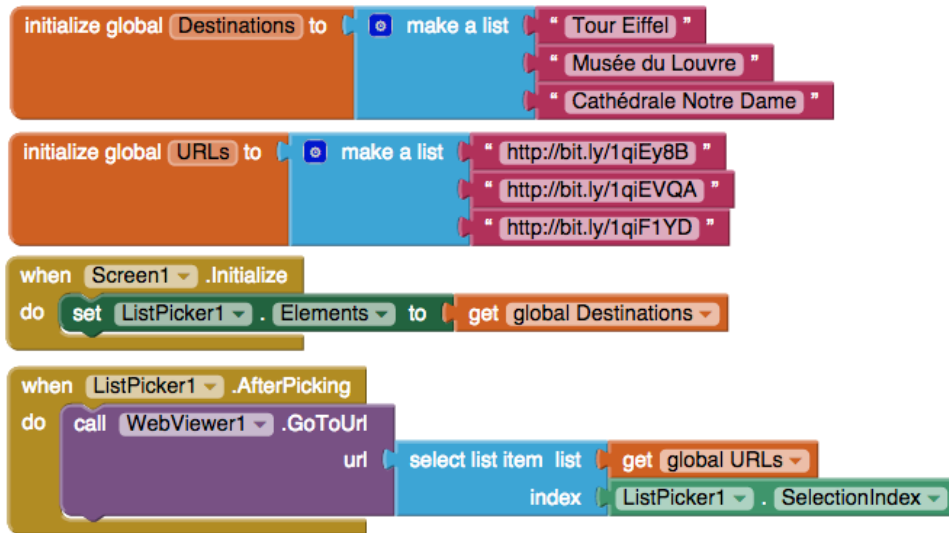 initialize global Destinations to make a list " Tour Eiffel "
" Musée du Louvre "
" Cathédrale Notre Dame "
initialize global URLs to make a list " http://bit.ly/1qiEy8B "
" http://bit.ly/1qiEVQA "
" http://bit.ly/1qiF1YD "
when Screen1 .Initialize
do set ListPicker1 . Elements to get global Destinations
when ListPicker1 .AfterPicking
do call WebViewer1 .GoToUrl
url select list item list get global URLs
index ListPicker1 . SelectionIndex